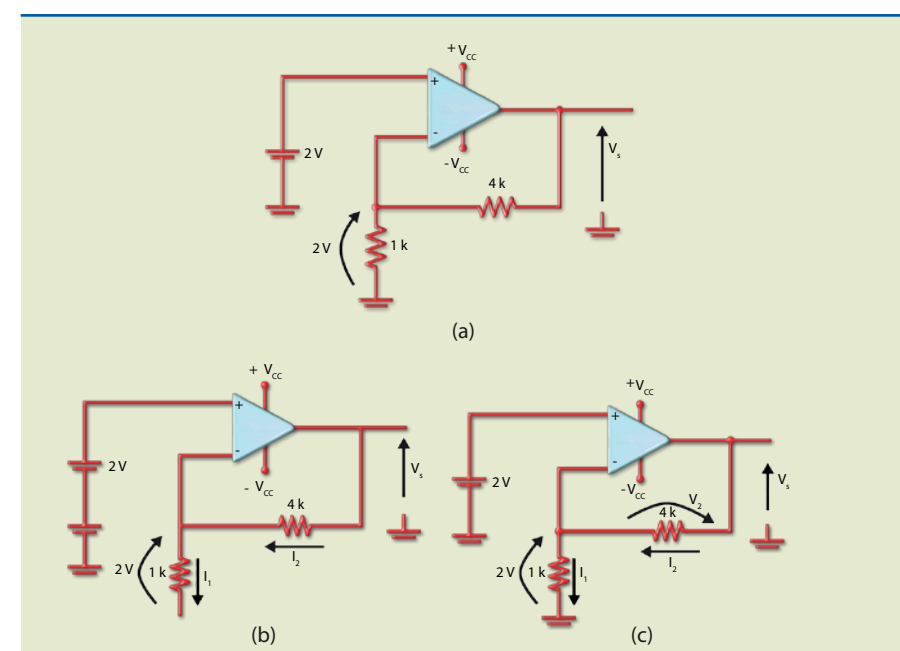 + VCC
+
2 V
-
- VCC
VS
4 k
2 V
1 k
(a)
+ VCC
+
2 V
-
- VCC
VS
4 k
I2
2 V
1 k
I1
(b)
+VCC
+
2 V
-
-VCC
V2
VS
4 k
I2
2 V
1 k
I1
(c)